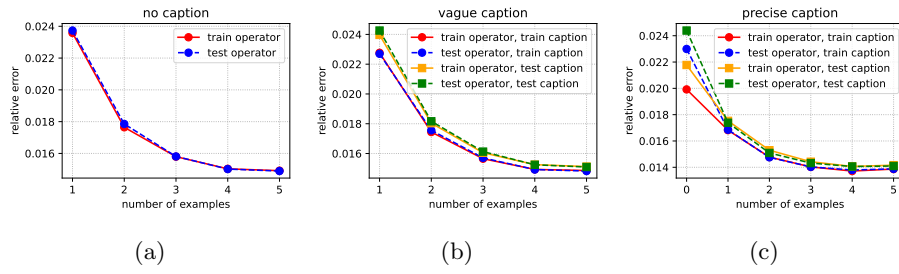 no caption
0.024
0.022
0.020
0.018
0.016
relative error
1 2 3 4 5
number of examples
train operator
test operator
(a)
vague caption
0.024
0.022
0.020
0.018
0.016
relative error
1 2 3 4 5
number of examples
train operator, train caption
test operator, train caption
train operator, test caption
test operator, test caption
(b)
precise caption
0.024
0.022
0.020
0.018
0.016
0.014
relative error
0 1 2 3 4 5
number of examples
train operator, train caption
test operator, train caption
train operator, test caption
test operator, test caption
(c)